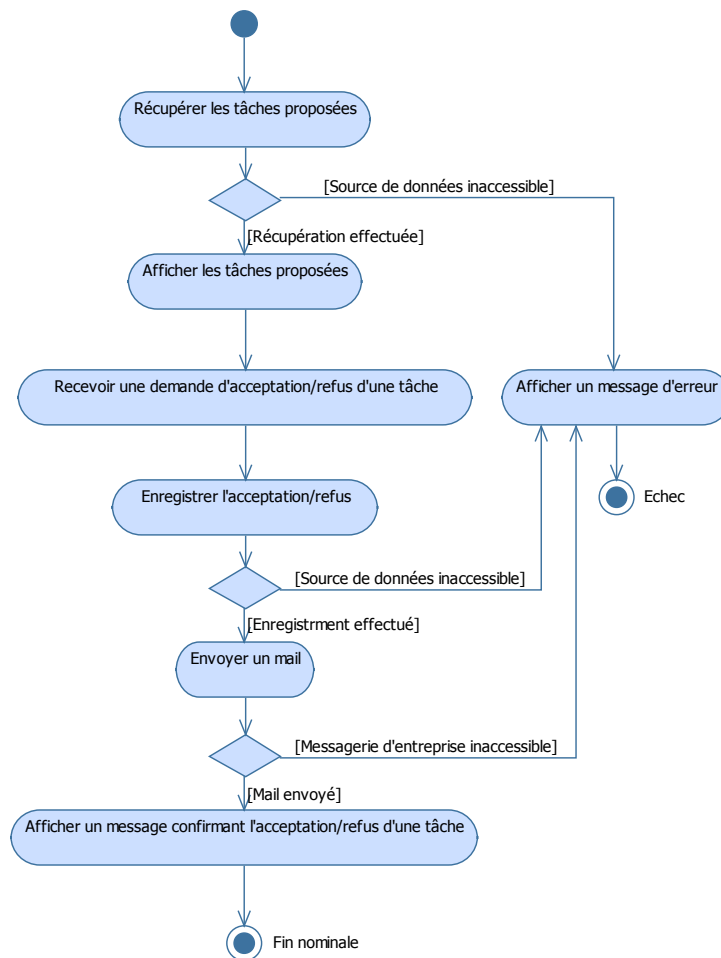 Récupérer les tâches proposées
[Source de données inaccessible]
[Récupération effectuée]
Afficher les tâches proposées
Recevoir une demande d'acceptation/refus d'une tâche
Afficher un message d'erreur
Enregistrer l'acceptation/refus
Echec
[Source de données inaccessible]
[Enregistrment effectué]
Envoyer un mail
[Messagerie d'entreprise inaccessible]
[Mail envoyé]
Afficher un message confirmant l'acceptation/refus d'une tâche
Fin nominale